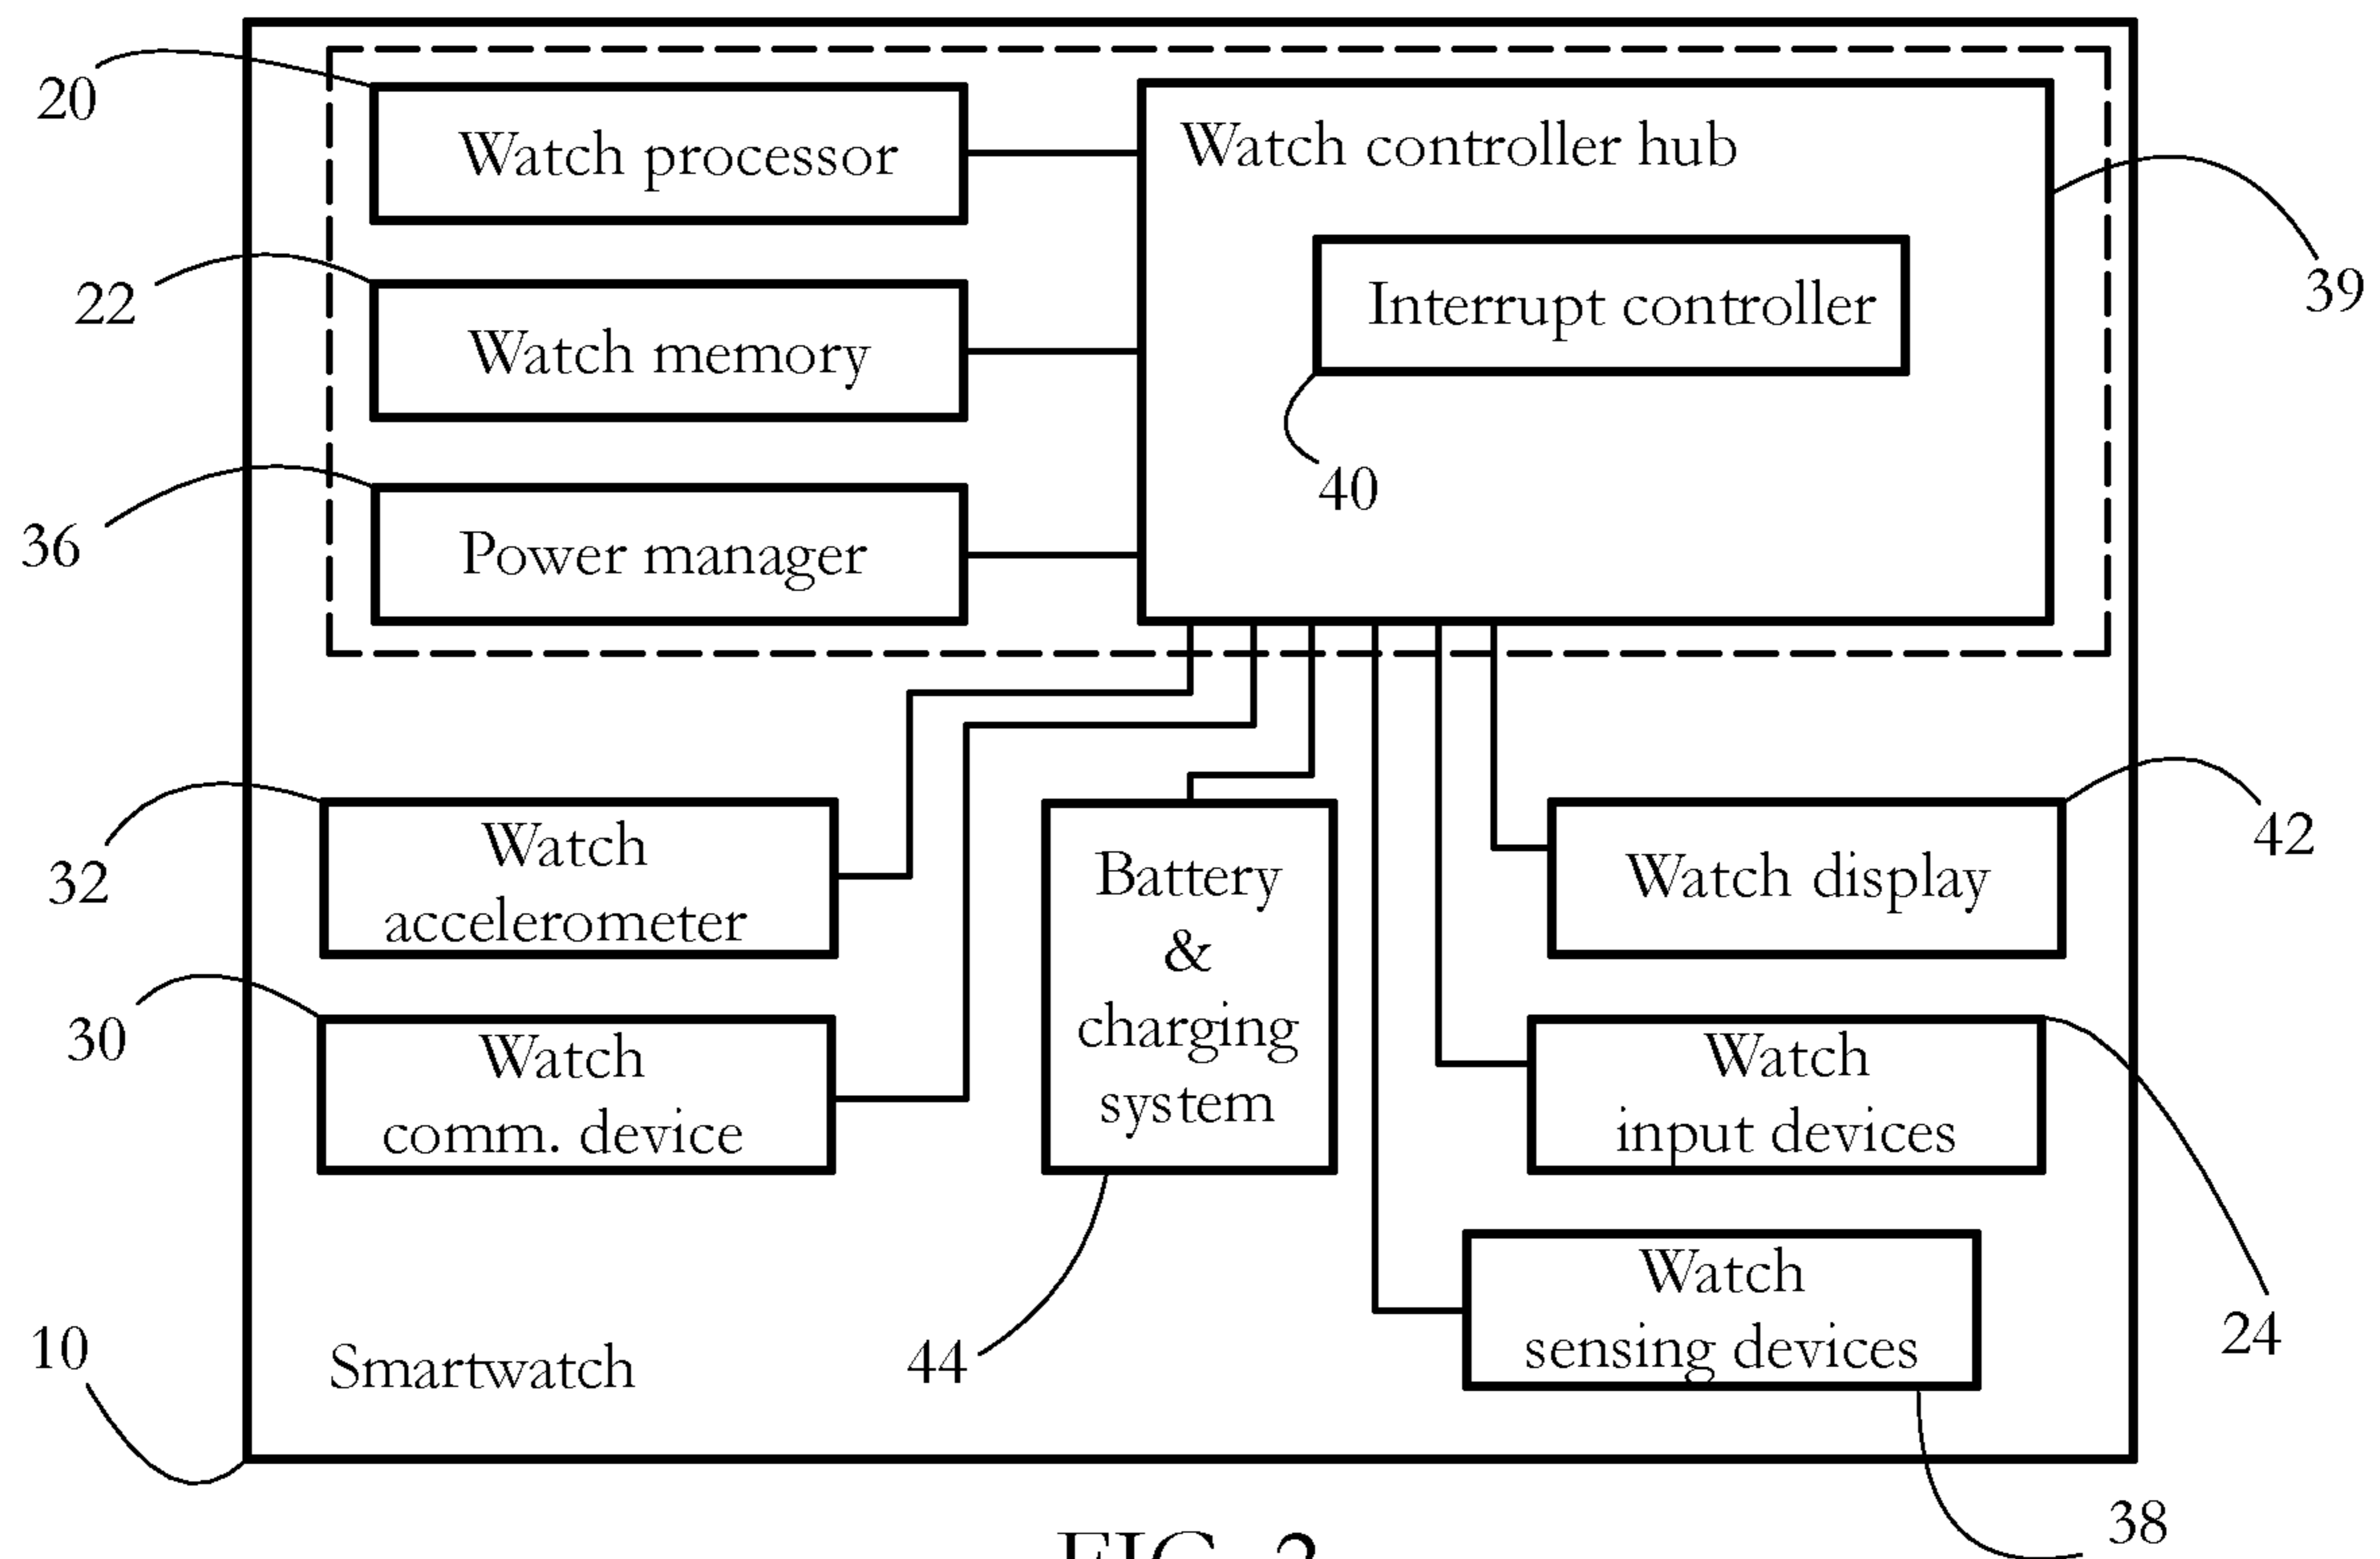 20
Watch processor
Watch controller hub
22
Watch memory
Interrupt controller
39
36
Power manager
40
32
Watch
accelerometer
Battery
&
charging
system
Watch display
42
30
Watch
comm. device
Watch
input devices
24
10
Smartwatch
44
Watch
sensing devices
38
FIG. 2